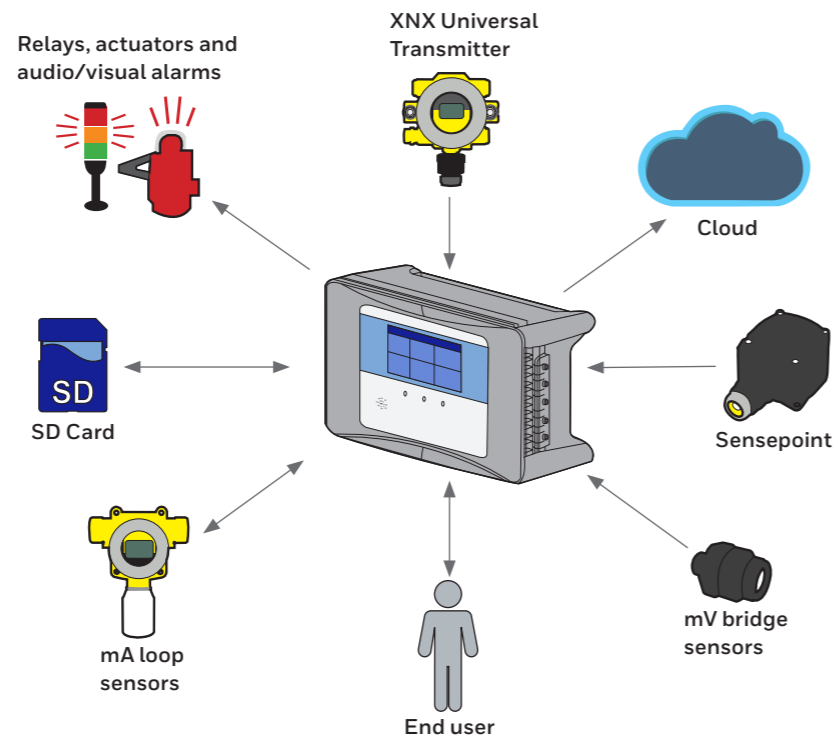 XNX Universal
Transmitter
Relays, actuators and
audio/visual alarms
Cloud
SD
SD Card
Sensepoint
mA loop
sensors
mV bridge
sensors
End user